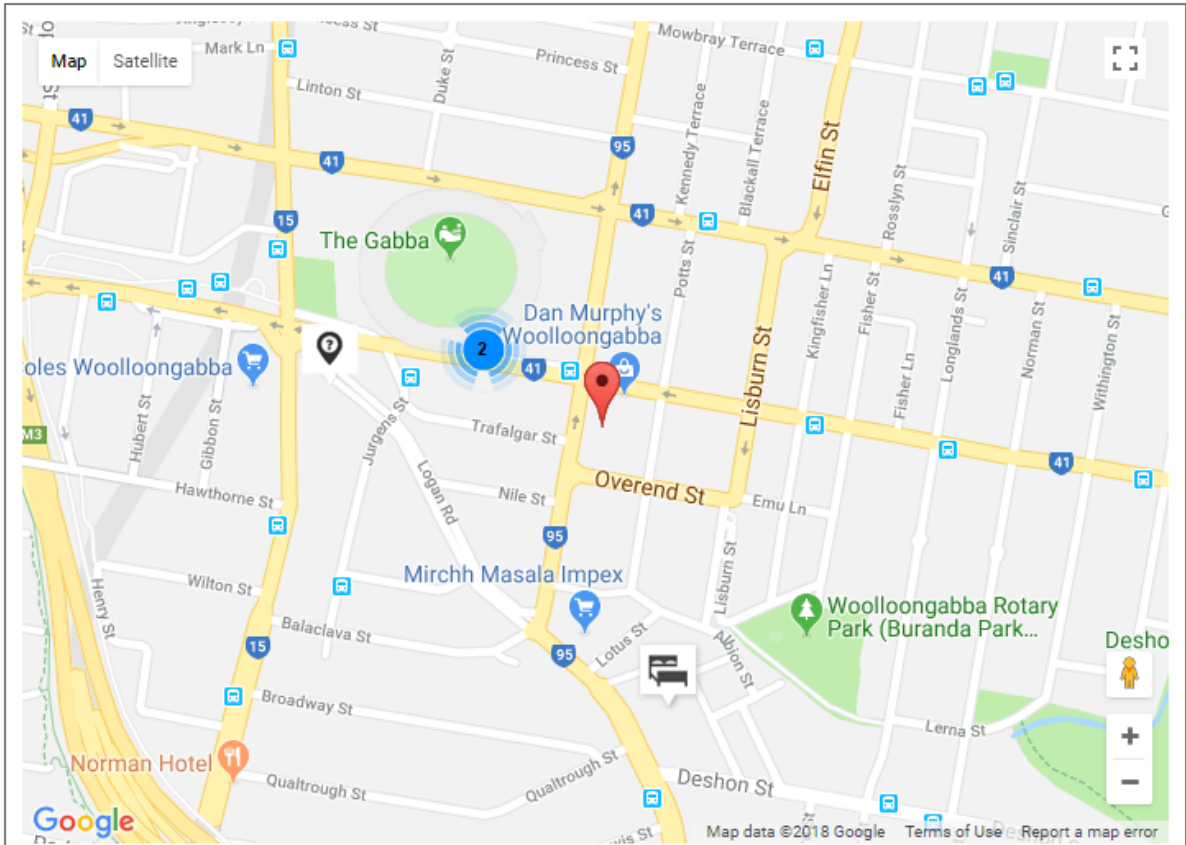 Princess St
Mowbray Terrace
Map
Satellite
Mark Ln
Duke St
Princess St
Linton St
41
41
95
Kennedy Terrace
Blackall Terrace
Elfin St
Rosslyn St
Sinclair St
15
The Gabba
41
41
Potts St
Kingfisher Ln
Fisher St
Longlands St
Norman St
Withington St
Dan Murphy's
Woolloongabba
Lisburn St
Fisher Ln
?
2
41
oles Woolloongabba
Hubert St
Gibbon St
Jurgens St
Trafalgar St
M3
41
Logan Rd
Hawthorne St
Nile St
Overend St
Emu Ln
95
Henry St
Wilton St
Mirchh Masala Impex
Lisburn St
Woolloongabba Rotary
Park (Buranda Park...
Balaclava St
15
95
Lotus St
Albion St
Desho
Broadway St
Lerna St
+
Norman Hotel
Qualtrough St
Qualtrough St
Deshon St
−
Google
Map data ©2018 Google
Terms of Use
Report a map error